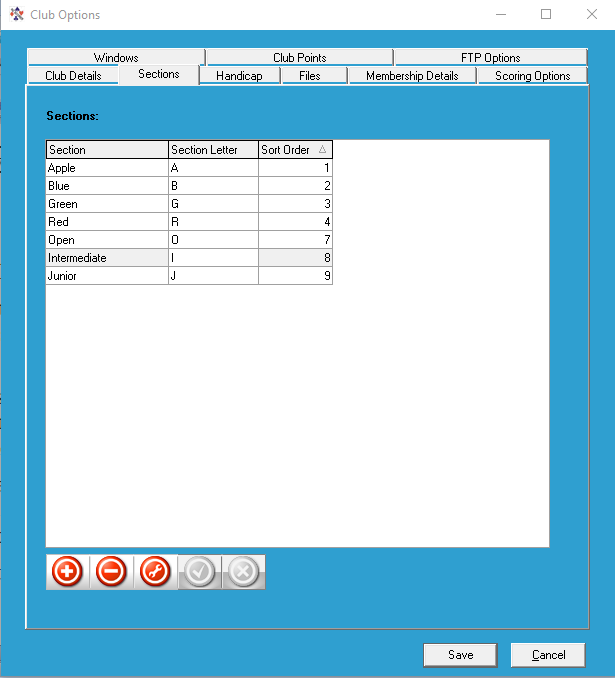 Club Options
Windows Club Points FTP Options
Club Details Sections Handicap Files Membership Details Scoring Options
Sections:
Section Section Letter Sort Order
Apple A 1
Blue B 2
Green G 3
Red R 4
Open O 7
Intermediate I 8
Junior J 9
Save Cancel